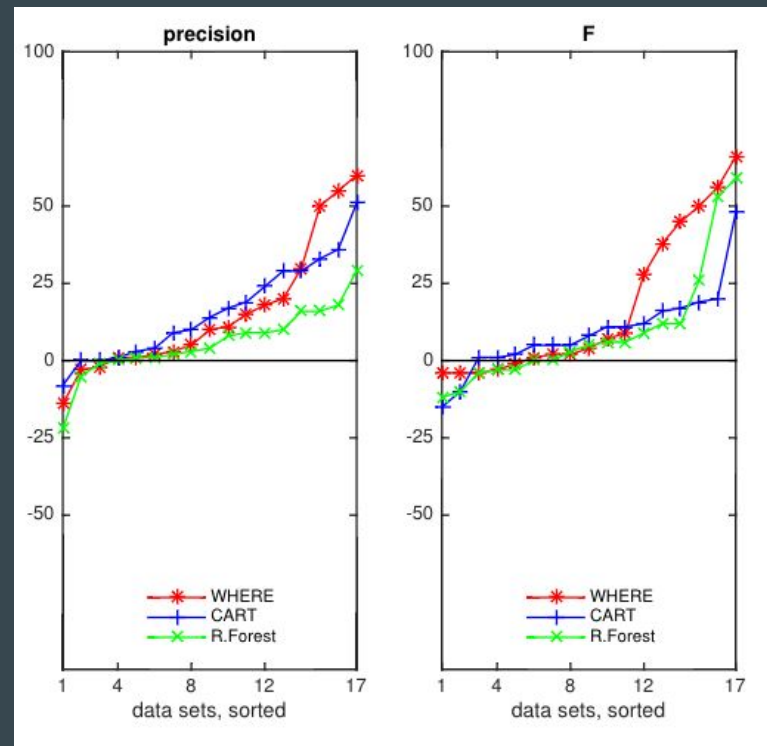 precision
100
50
25
0
-25
-50
WHERE
CART
R.Forest
1 4 8 12 17
data sets, sorted
F
100
50
25
0
-25
-50
WHERE
CART
R.Forest
1 4 8 12 17
data sets, sorted